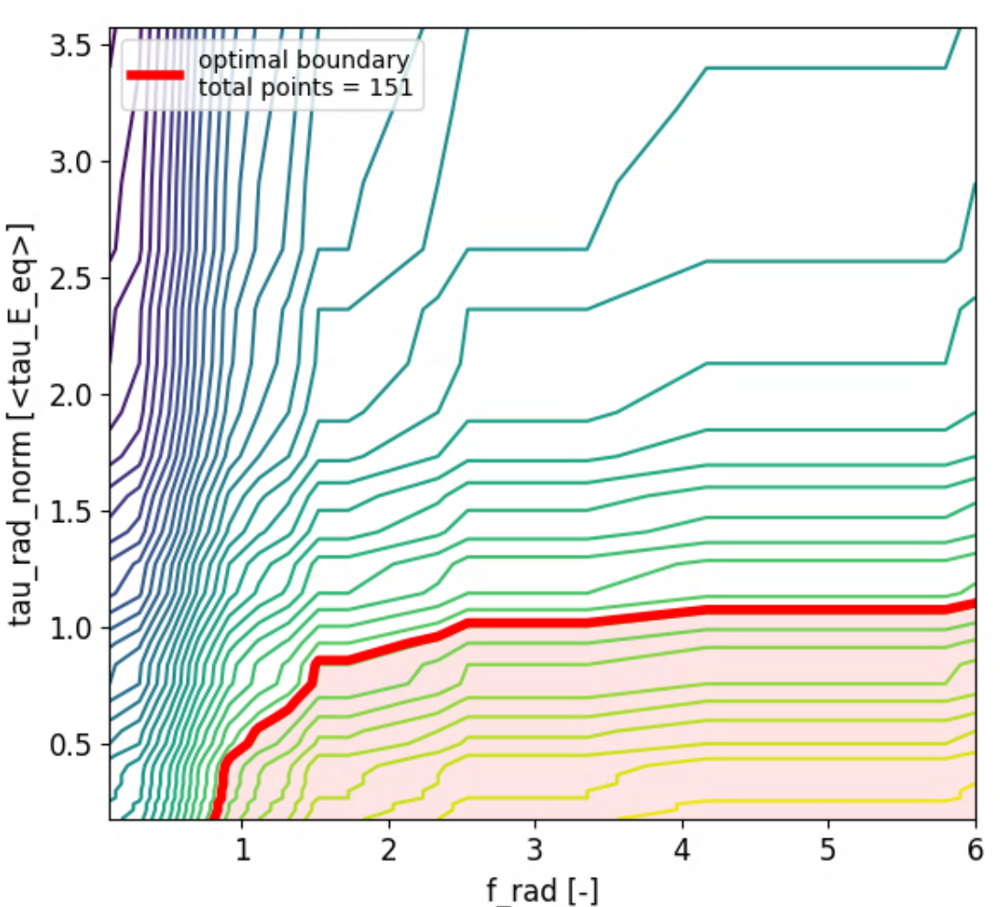 3.5
3.0
2.5
2.0
1.5
1.0
0.5
tau_rad_norm [<tau_E_eq>]
optimal boundary
total points = 151
1 2 3 4 5 6
f_rad [-]